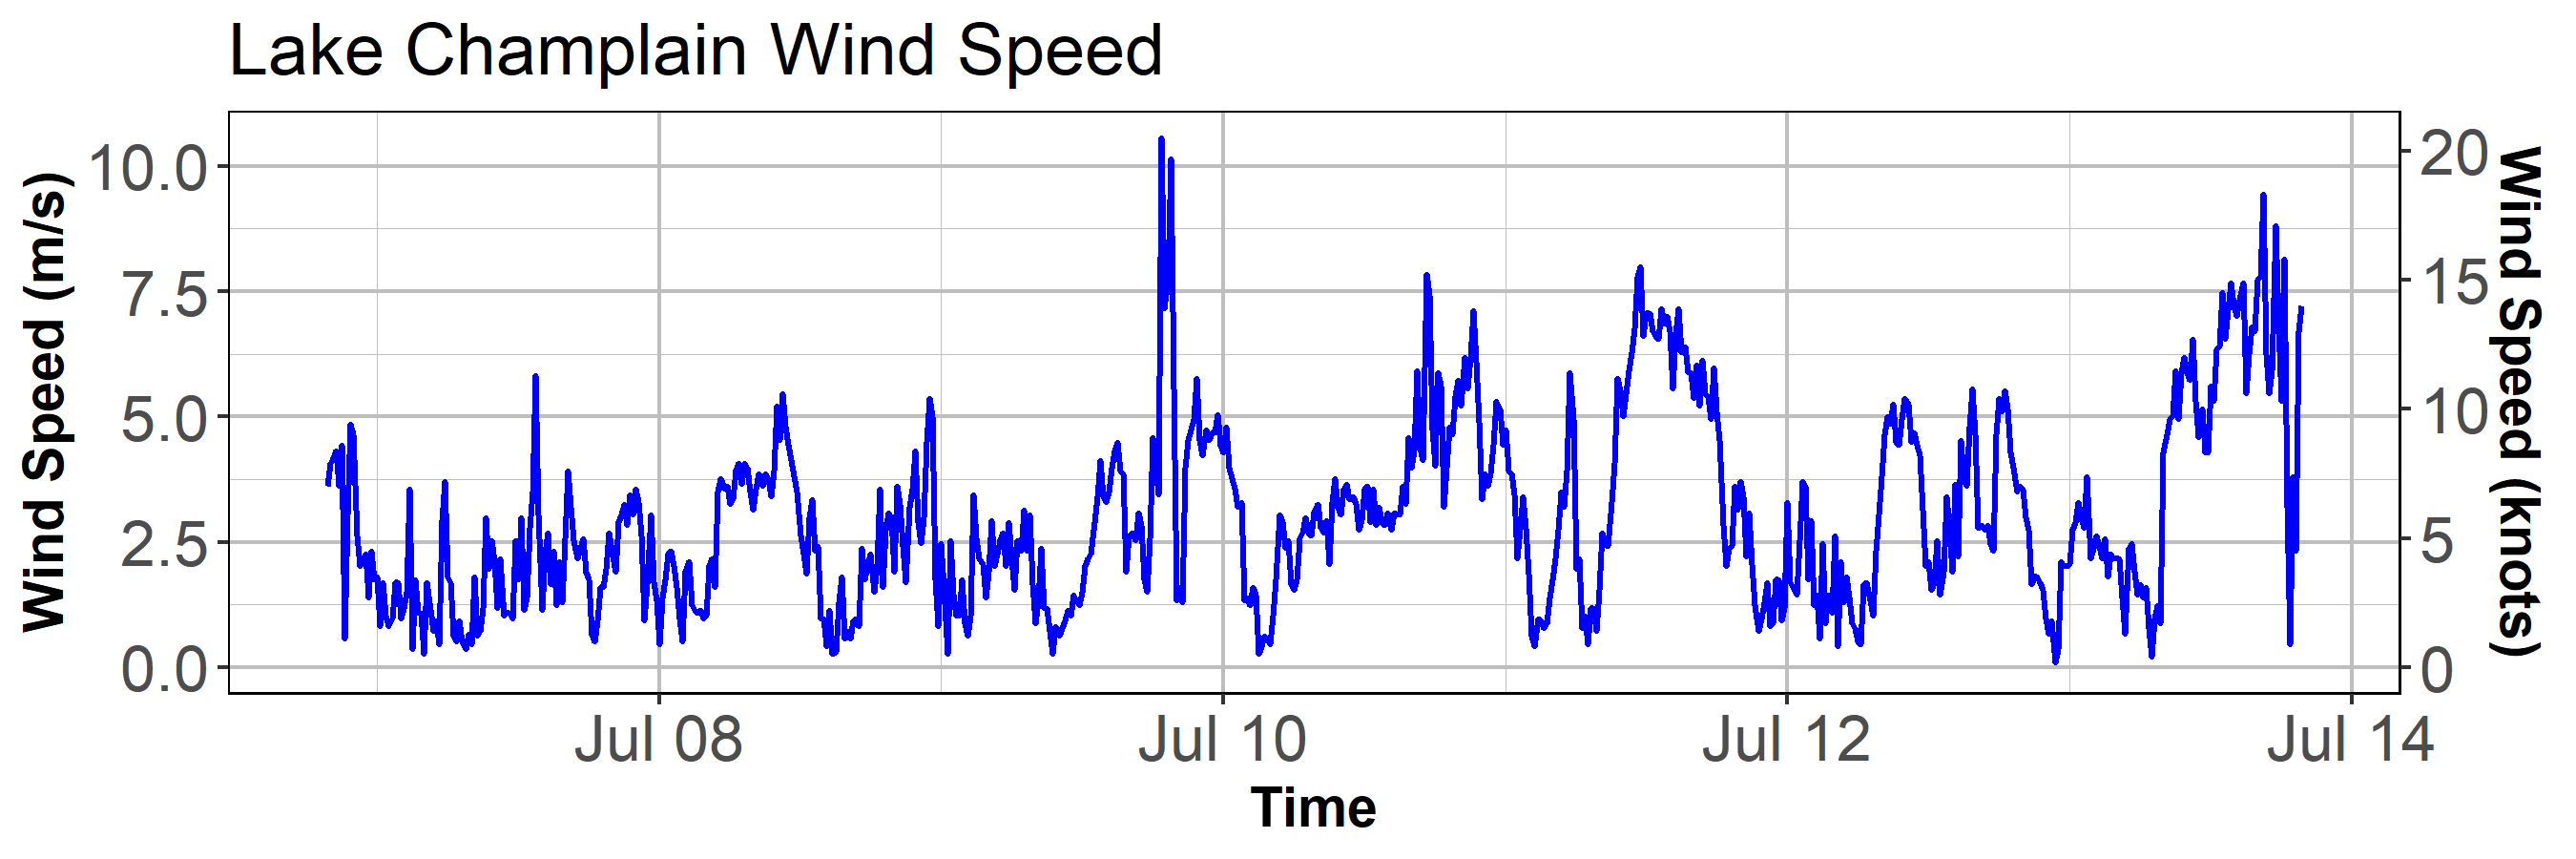 Lake Champlain Wind Speed
Wind Speed (m/s)
10.0
7.5
5.0
2.5
0.0
20
15
10
5
0
Wind Speed (knots)
Jul 08
Jul 10
Jul 12
Jul 14
Time